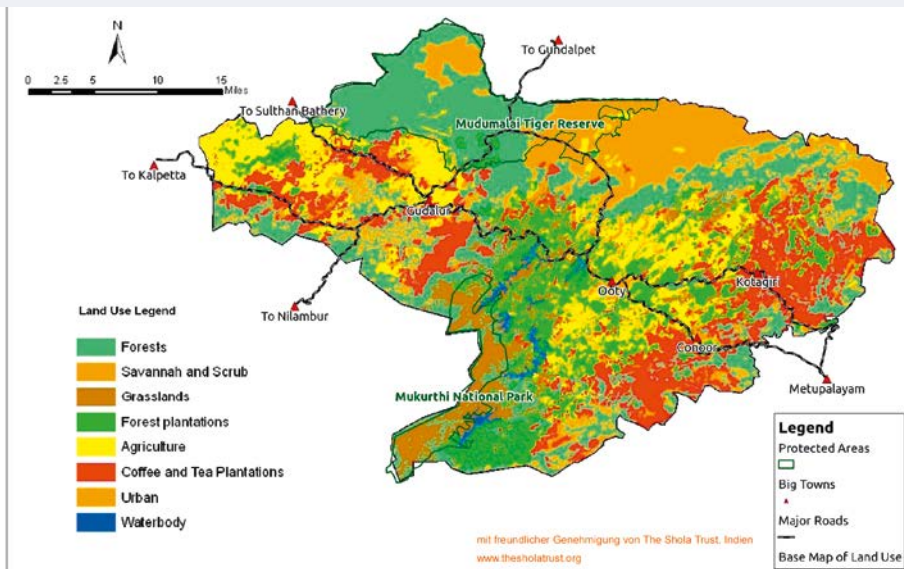 N
0 2.5 5 10 15
Miles
To Gundalpet
To Sulthan Bathery
Mudumalai Tiger Reserve
To Kalpetta
Gudalur
Ooty
Kotagiri
To Nilambur
Conoor
Metupalayam
Mukurthi National Park
Land Use Legend
Forests
Savannah and Scrub
Grasslands
Forest plantations
Agriculture
Coffee and Tea Plantations
Urban
Waterbody
Legend
Protected Areas
Big Towns
Major Roads
Base Map of Land Use
mit freundlicher Genehmigung von The Shola Trust. Indien
www.thesholatrust.org